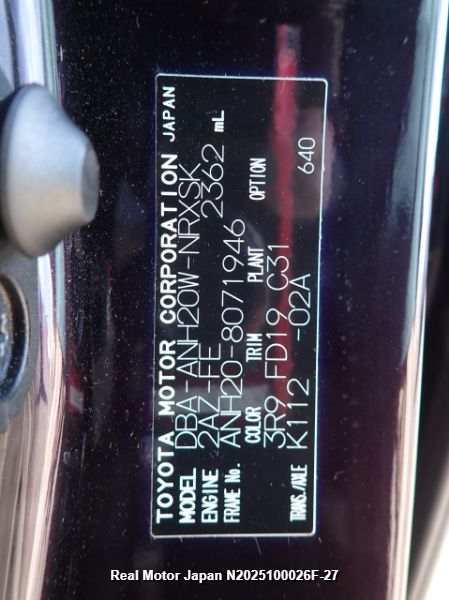 TOYOTA MOTOR CORPORATION JAPAN
MODEL DBA-ANH20W-NRXSK
ENGINE 2AZ-FE 2362 mL
FRAME No. ANH20-8071946
COLOR TRIM PLANT OPTION
3R9 FD19 C31 640
TRANS./AXLE K112 -02A
Real Motor Japan N2025100026F-27